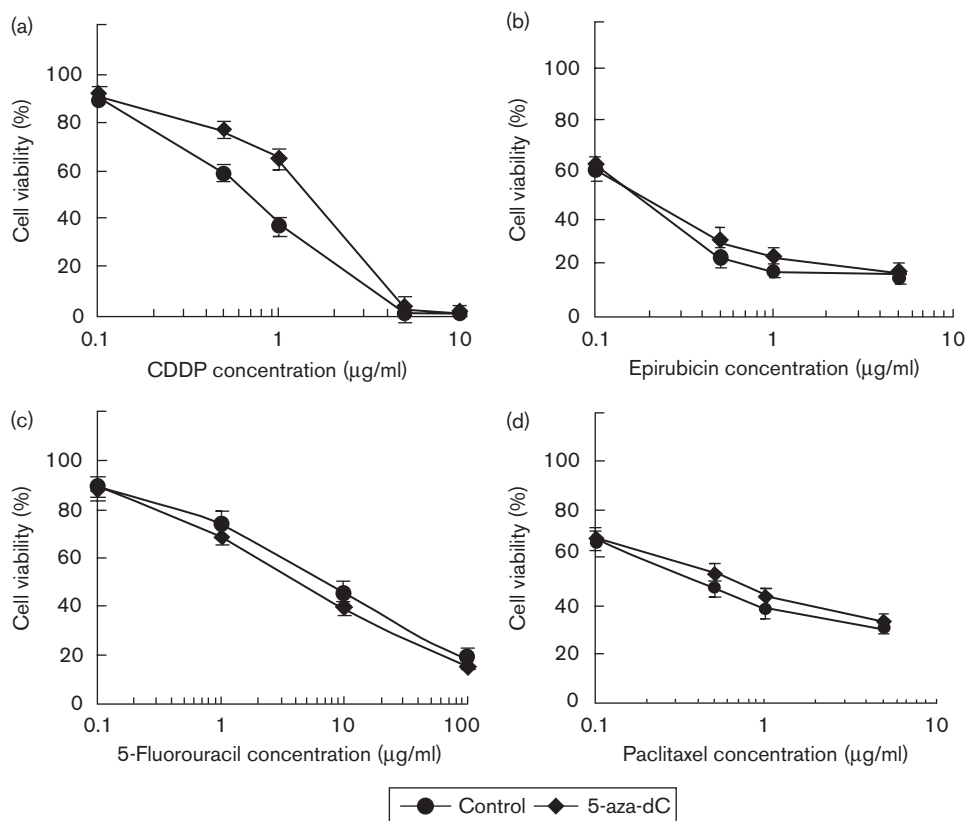 (a)
100
80
60
40
20
0
Cell viability (%)
0.1
1
10
CDDP concentration (μg/ml)
(b)
100
80
60
40
20
0
Cell viability (%)
0.1
1
10
Epirubicin concentration (μg/ml)
(c)
100
80
60
40
20
0
Cell viability (%)
0.1
1
10
100
5-Fluorouracil concentration (μg/ml)
(d)
100
80
60
40
20
0
Cell viability (%)
0.1
1
10
Paclitaxel concentration (μg/ml)
Control 5-aza-dC